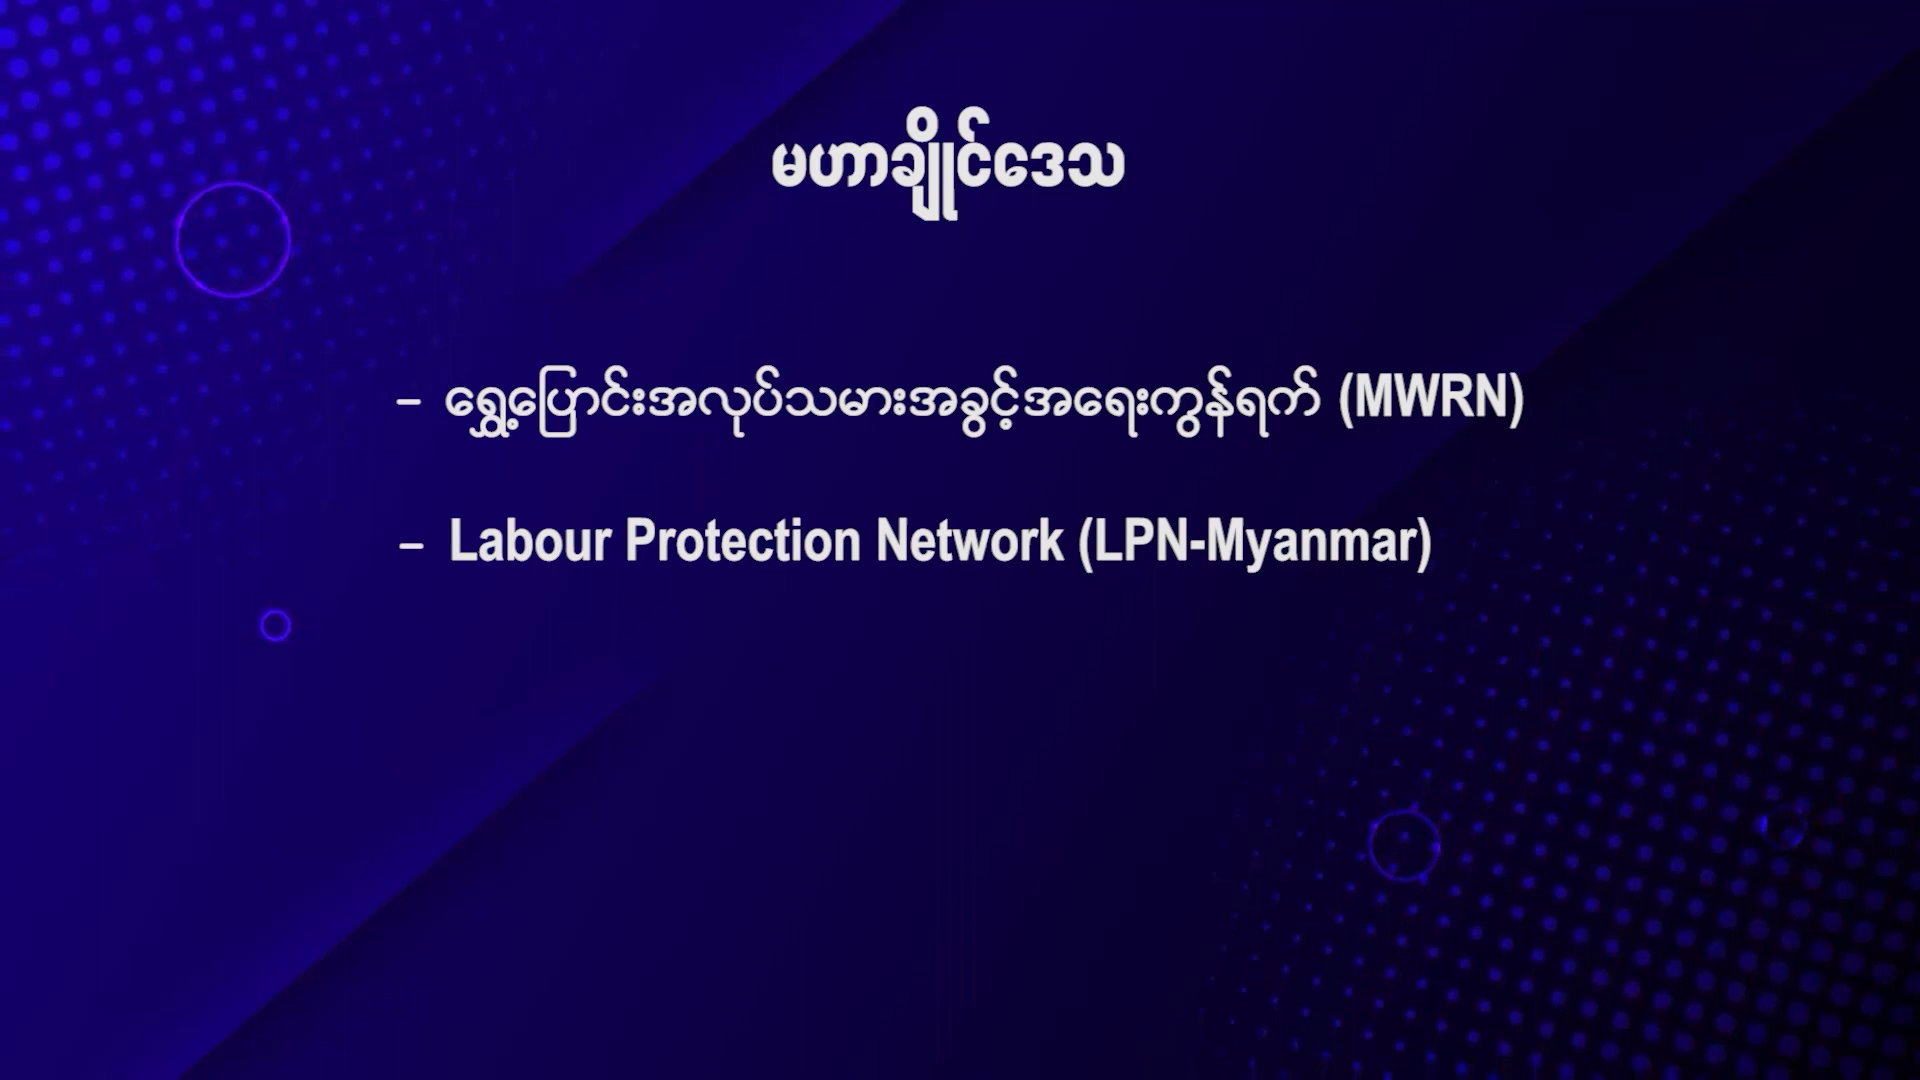 မဟာချိုင်ဒေသ
– ရွှေ့ပြောင်းအလုပ်သမားအခွင့်အရေးကွန်ရက် (MWRN)
– Labour Protection Network (LPN-Myanmar)